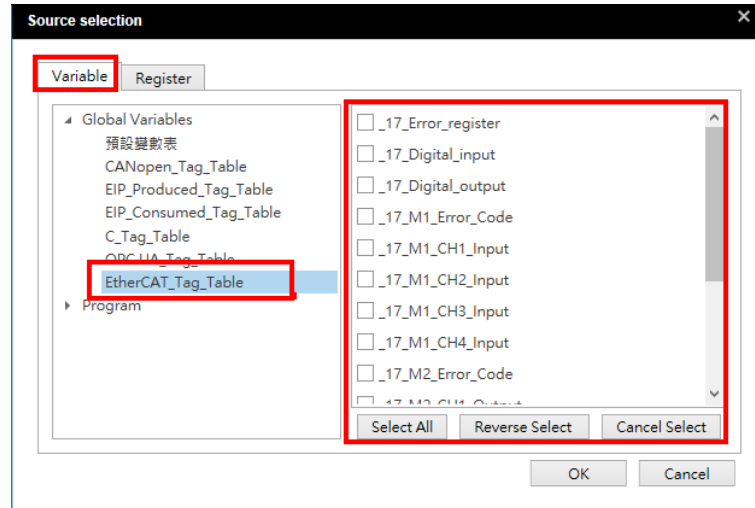 Source selection
Variable
Register
Global Variables
預設變數表
CANopen_Tag_Table
EIP_Produced_Tag_Table
EIP_Consumed_Tag_Table
C_Tag_Table
OPC UA_Tag_Table
EtherCAT_Tag_Table
Program
_17_Error_register
_17_Digital_input
_17_Digital_output
_17_M1_Error_Code
_17_M1_CH1_Input
_17_M1_CH2_Input
_17_M1_CH3_Input
_17_M1_CH4_Input
_17_M2_Error_Code
_17_M2_CH1_Output
Select All
Reverse Select
Cancel Select
OK
Cancel